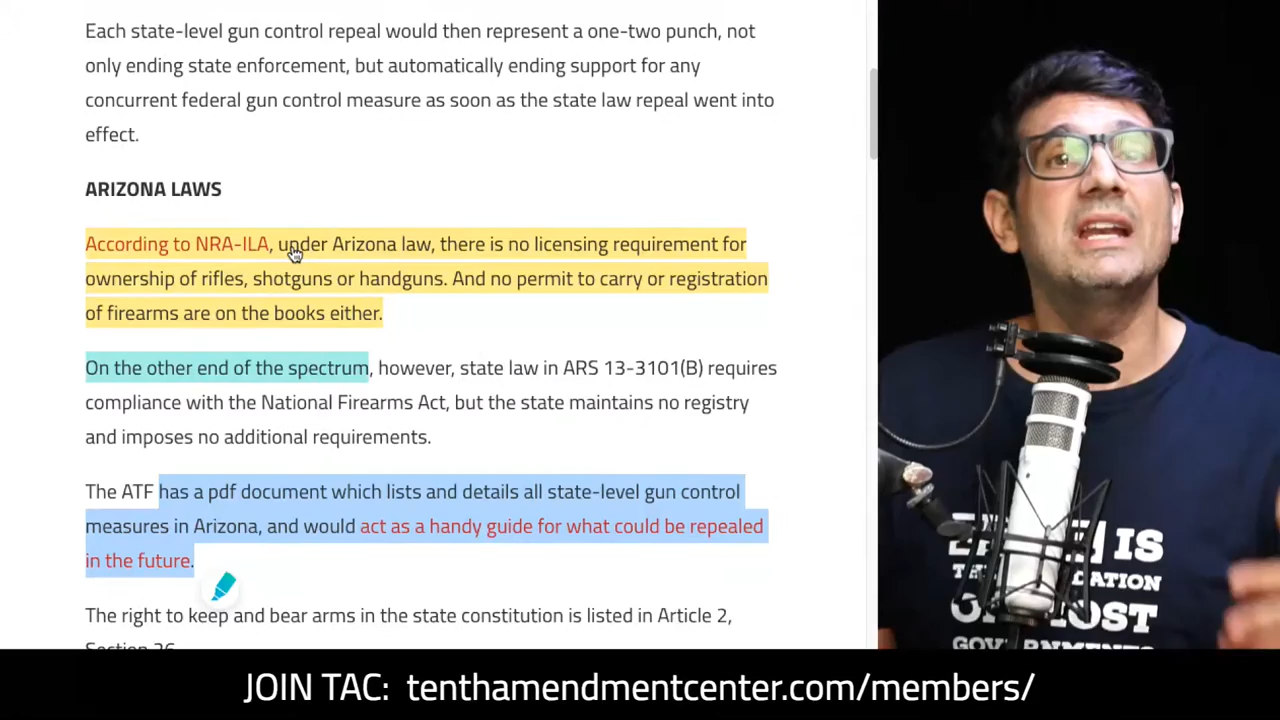 Each state-level gun control repeal would then represent a one-two punch, not
only ending state enforcement, but automatically ending support for any
concurrent federal gun control measure as soon as the state law repeal went into
effect.
ARIZONA LAWS
According to NRA-ILA, under Arizona law, there is no licensing requirement for
ownership of rifles, shotguns or handguns. And no permit to carry or registration
of firearms are on the books either.
On the other end of the spectrum, however, state law in ARS 13-3101(B) requires
compliance with the National Firearms Act, but the state maintains no registry
and imposes no additional requirements.
The ATF has a pdf document which lists and details all state-level gun control
measures in Arizona, and would act as a handy guide for what could be repealed
in the future.
The right to keep and bear arms in the state constitution is listed in Article 2,
Section 26
IS
MOST
GOVERNMENTS
JOIN TAC: tenthamendmentcenter.com/members/